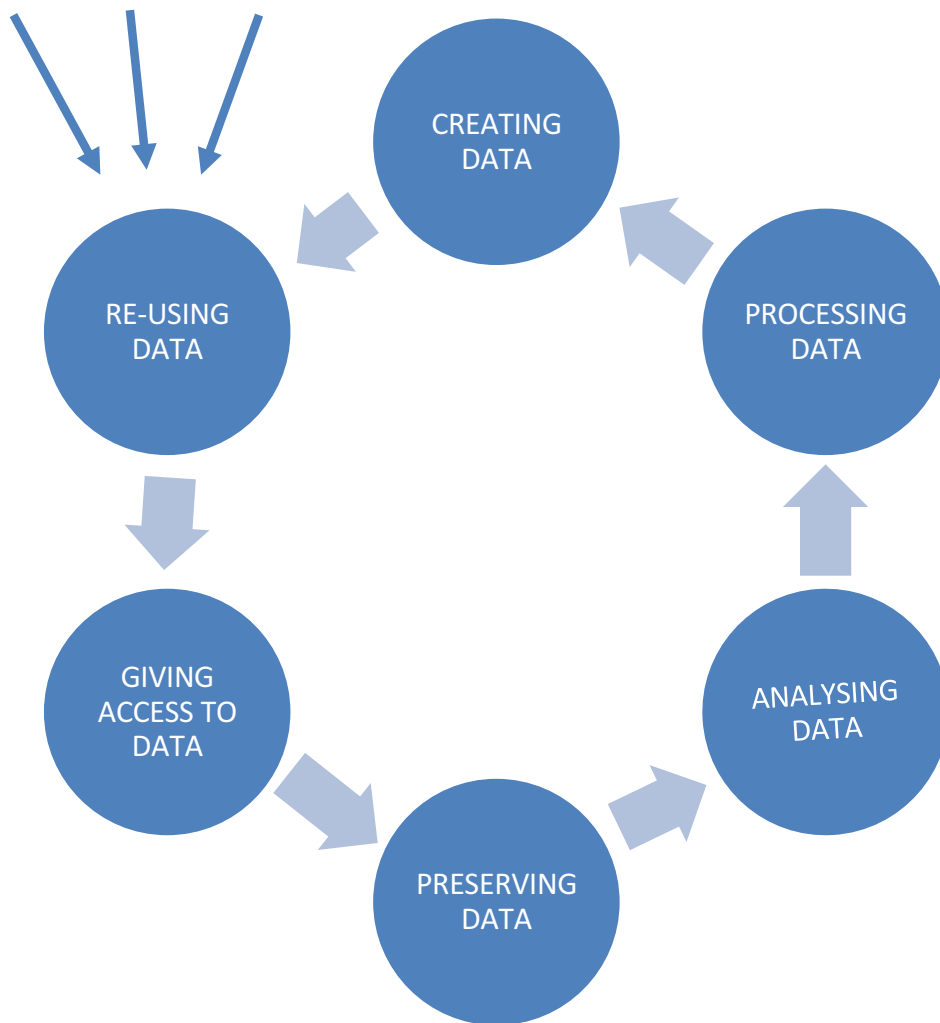 CREATING
DATA
RE-USING
DATA
PROCESSING
DATA
GIVING
ACCESS TO
DATA
ANALYSING
DATA
PRESERVING
DATA